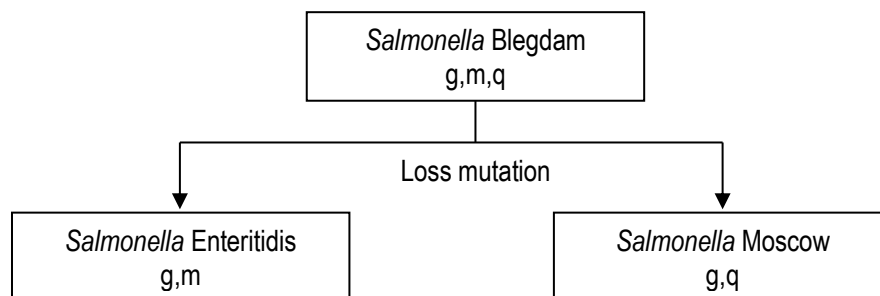 Salmonella Blegdam
g,m,q
Loss mutation
Salmonella Enteritidis
g,m
Salmonella Moscow
g,q